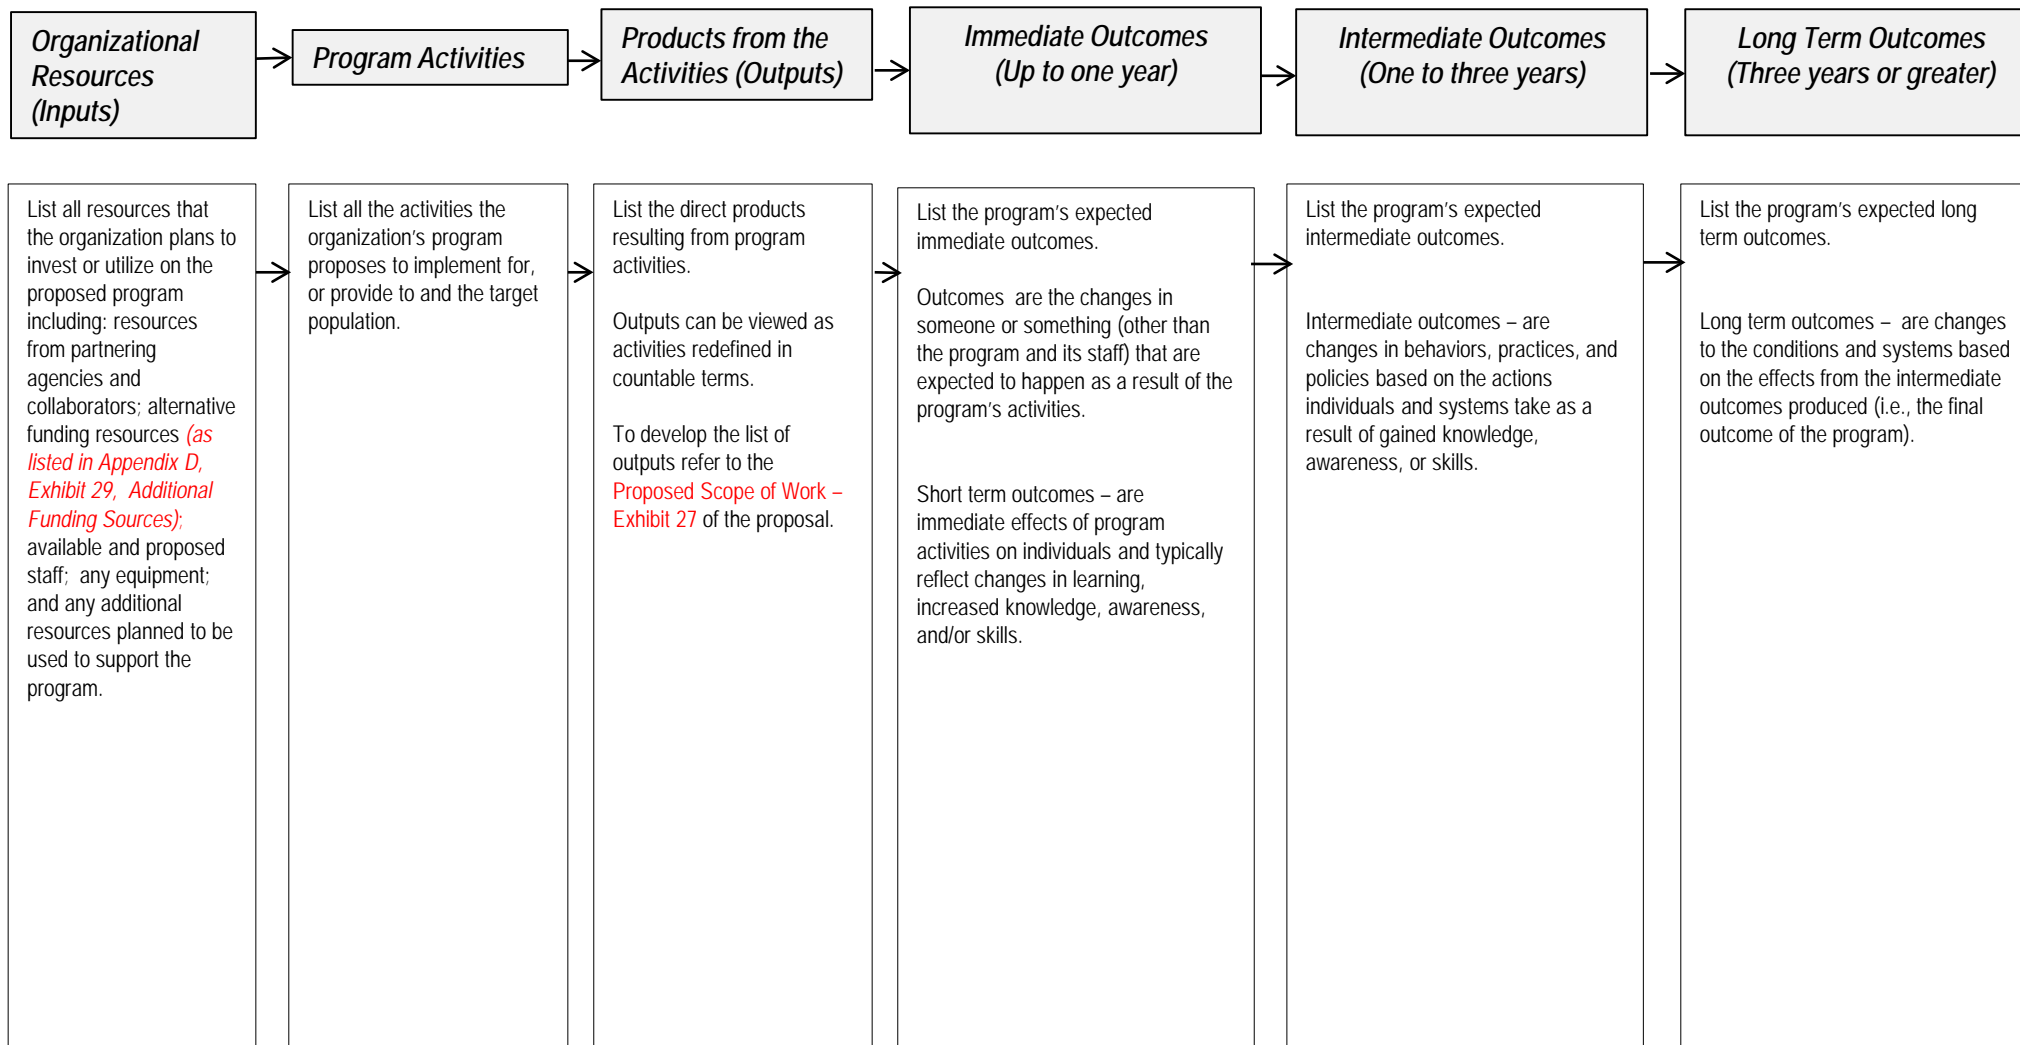 Organizational
Resources
(Inputs)
Program Activities
Products from the
Activities (Outputs)
Immediate Outcomes
(Up to one year)
Intermediate Outcomes
(One to three years)
Long Term Outcomes
(Three years or greater)
List all resources that
the organization plans to
invest or utilize on the
proposed program
including: resources
from partnering
agencies and
collaborators; alternative
funding resources (as
listed in Appendix D,
Exhibit 29, Additional
Funding Sources);
available and proposed
staff; any equipment;
and any additional
resources planned to be
used to support the
program.
List all the activities the
organization's program
proposes to implement for,
or provide to and the target
population.
List the direct products
resulting from program
activities.
Outputs can be viewed as
activities redefined in
countable terms.
To develop the list of
outputs refer to the
Proposed Scope of Work –
Exhibit 27 of the proposal.
List the program's expected
immediate outcomes.
Outcomes are the changes in
someone or something (other than
the program and its staff) that are
expected to happen as a result of the
program's activities.
Short term outcomes – are
immediate effects of program
activities on individuals and typically
reflect changes in learning,
increased knowledge, awareness,
and/or skills.
List the program's expected
intermediate outcomes.
Intermediate outcomes – are
changes in behaviors, practices, and
policies based on the actions
individuals and systems take as a
result of gained knowledge,
awareness, or skills.
List the program's expected long
term outcomes.
Long term outcomes – are changes
to the conditions and systems based
on the effects from the intermediate
outcomes produced (i.e., the final
outcome of the program).